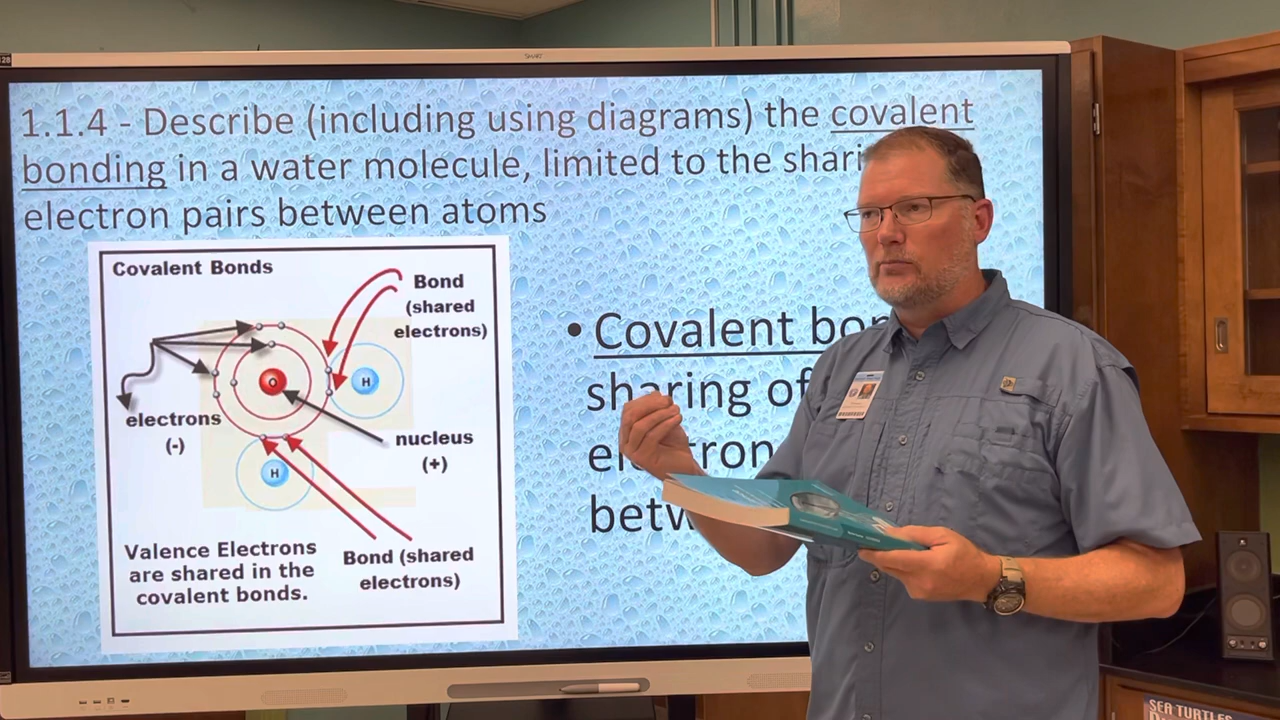 SMART
1.1.4 - Describe (including using diagrams) the covalent
bonding in a water molecule, limited to the shari
electron pairs between atoms
Covalent Bonds
Bond
(shared
electrons)
O
H
electrons
(-)
nucleus
(+)
H
Valence Electrons
are shared in the
covalent bonds.
Bond (shared
electrons)
• Covalent bon
sharing of
electron
betw
SEA TURTLES